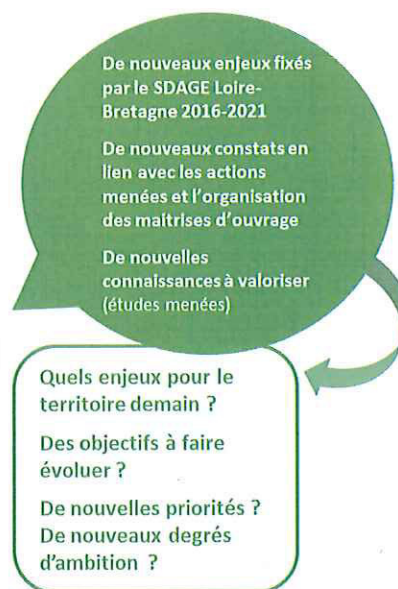 De nouveaux enjeux fixés
par le SDAGE Loire-
Bretagne 2016-2021
De nouveaux constats en
lien avec les actions
menées et l'organisation
des maitrises d'ouvrage
De nouvelles
connaissances à valoriser
(études menées)
Quels enjeux pour le
territoire demain ?
Des objectifs à faire
évoluer ?
De nouvelles priorités ?
De nouveaux degrés
d'ambition ?